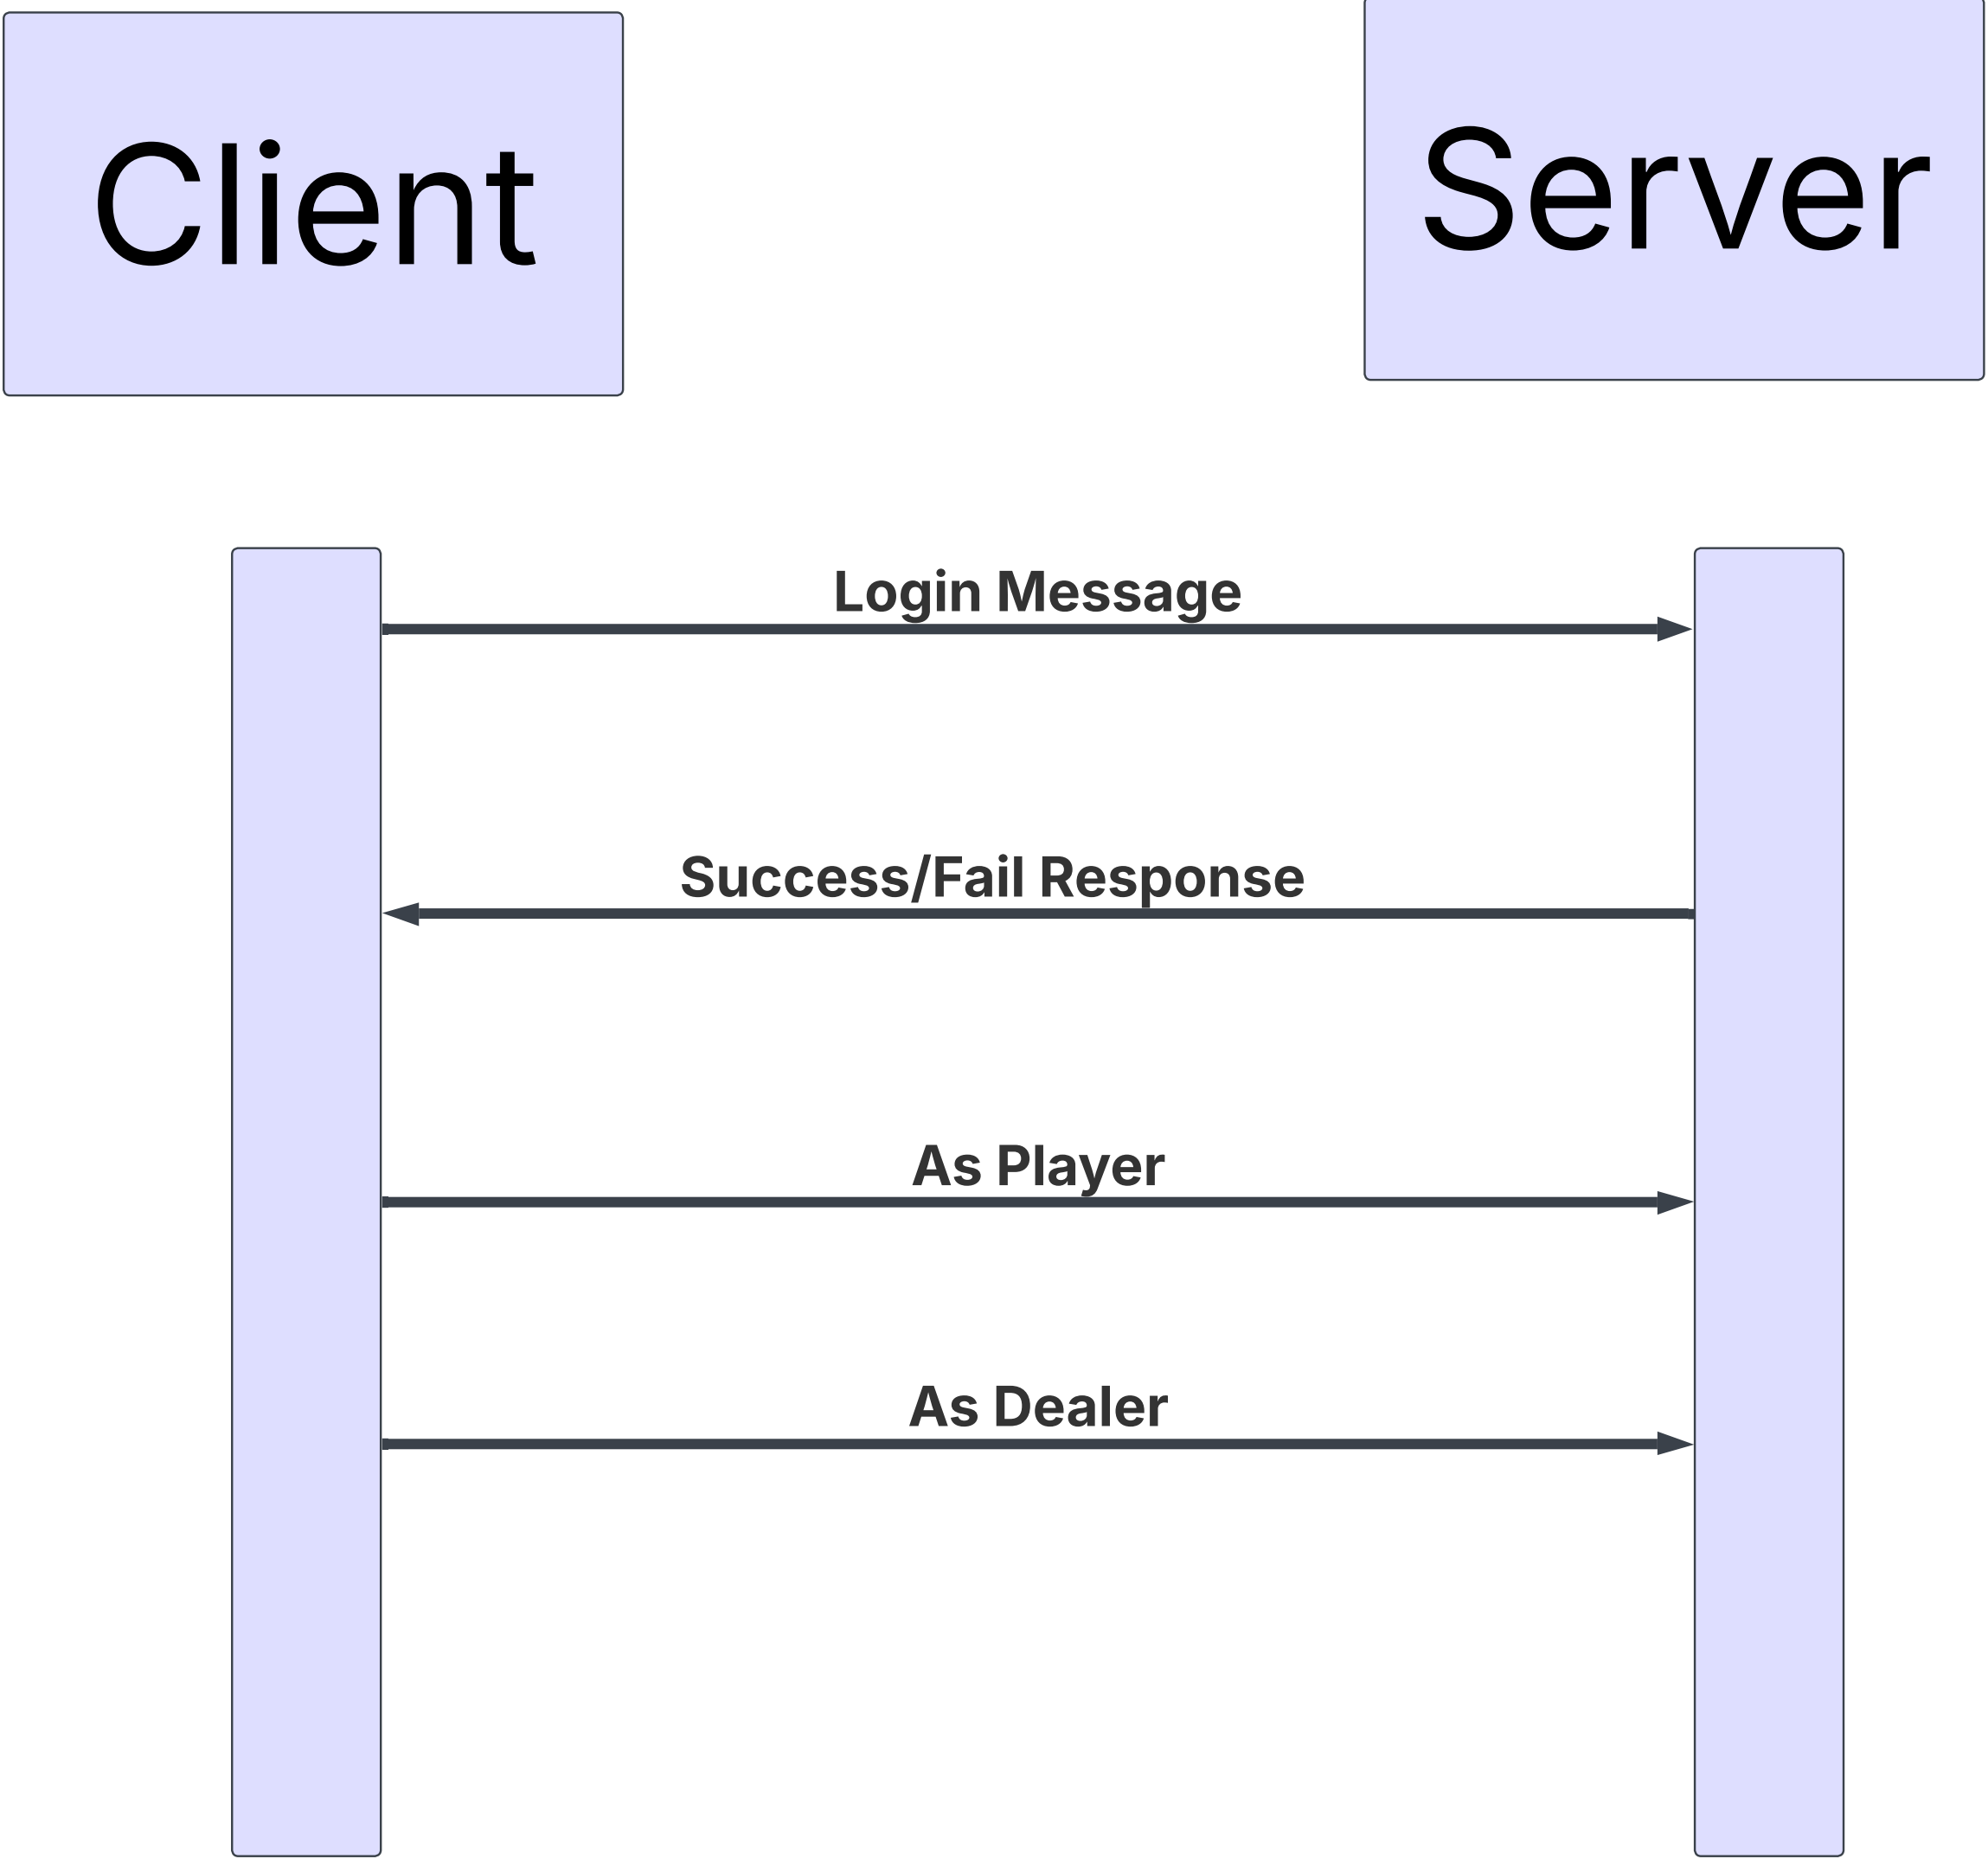 Client
Server
Login Message
Success/Fail Response
As Player
As Dealer